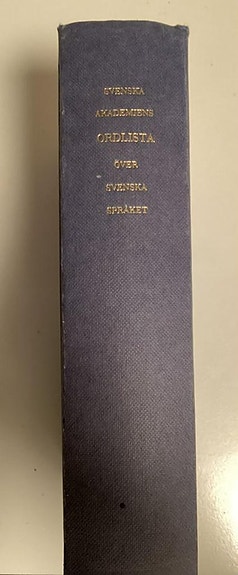 SVENSKA
AKADEMIENS
ORDLISTA
ÖVER
SVENSKA
SPRÅKET